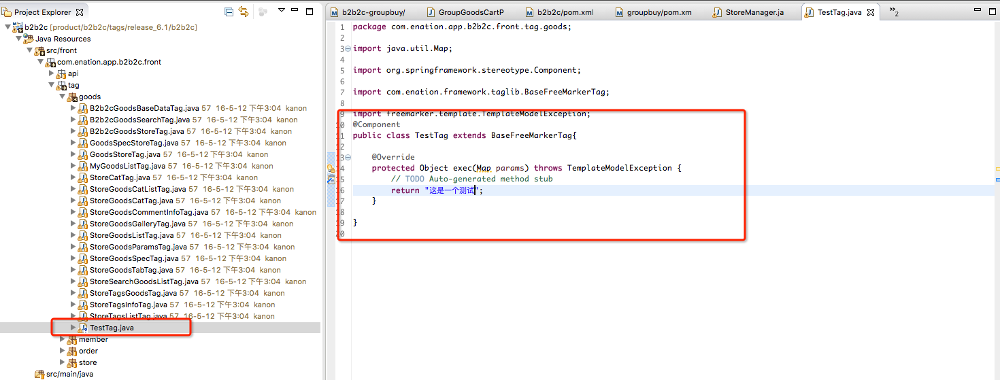 Project Explorer
b2b2c [product/b2b2c/tags/release_6.1/b2b2c]
Java Resources
src/front
com.enation.app.b2b2c.front
api
tag
goods
B2b2cGoodsBaseDataTag.java 57 16-5-12 下午3:04 kanon
B2b2cGoodsSearchTag.java 57 16-5-12 下午3:04 kanon
B2b2cGoodsStoreTag.java 57 16-5-12 下午3:04 kanon
GoodsSpecStoreTag.java 57 16-5-12 下午3:04 kanon
GoodsStoreTag.java 57 16-5-12 下午3:04 kanon
MyGoodsListTag.java 57 16-5-12 下午3:04 kanon
StoreCatTag.java 57 16-5-12 下午3:04 kanon
StoreGoodsCatListTag.java 57 16-5-12 下午3:04 kanon
StoreGoodsCatTag.java 57 16-5-12 下午3:04 kanon
StoreGoodsCommentInfoTag.java 57 16-5-12 下午3:04 kanon
StoreGoodsGalleryTag.java 57 16-5-12 下午3:04 kanon
StoreGoodsListTag.java 57 16-5-12 下午3:04 kanon
StoreGoodsParamsTag.java 57 16-5-12 下午3:04 kanon
StoreGoodsSpecTag.java 57 16-5-12 下午3:04 kanon
StoreGoodsTabTag.java 57 16-5-12 下午3:04 kanon
StoreSearchGoodsListTag.java 57 16-5-12 下午3:04 kanon
StoreTagsGoodsTag.java 57 16-5-12 下午3:04 kanon
StoreTagsInfoTag.java 57 16-5-12 下午3:04 kanon
StoreTagsListTag.java 57 16-5-12 下午3:04 kanon
TestTag.java
member
order
store
src/main/java
b2b2c-groupbuy/ GroupGoodsCartP b2b2c/pom.xml groupbuy/pom.xm StoreManager.ja TestTag.java »2
1 package com.enation.app.b2b2c.front.tag.goods;
2
3 import java.util.Map;
4
5 import org.springframework.stereotype.Component;
6
7 import com.enation.framework.taglib.BaseFreeMarkerTag;
8
9 import freemarker.template.TemplateModelException;
10 @Component
11 public class TestTag extends BaseFreeMarkerTag{
12
13 @Override
14 protected Object exec(Map params) throws TemplateModelException {
15 // TODO Auto-generated method stub
16 return "这是一个测试";
17 }
18
19 }
20